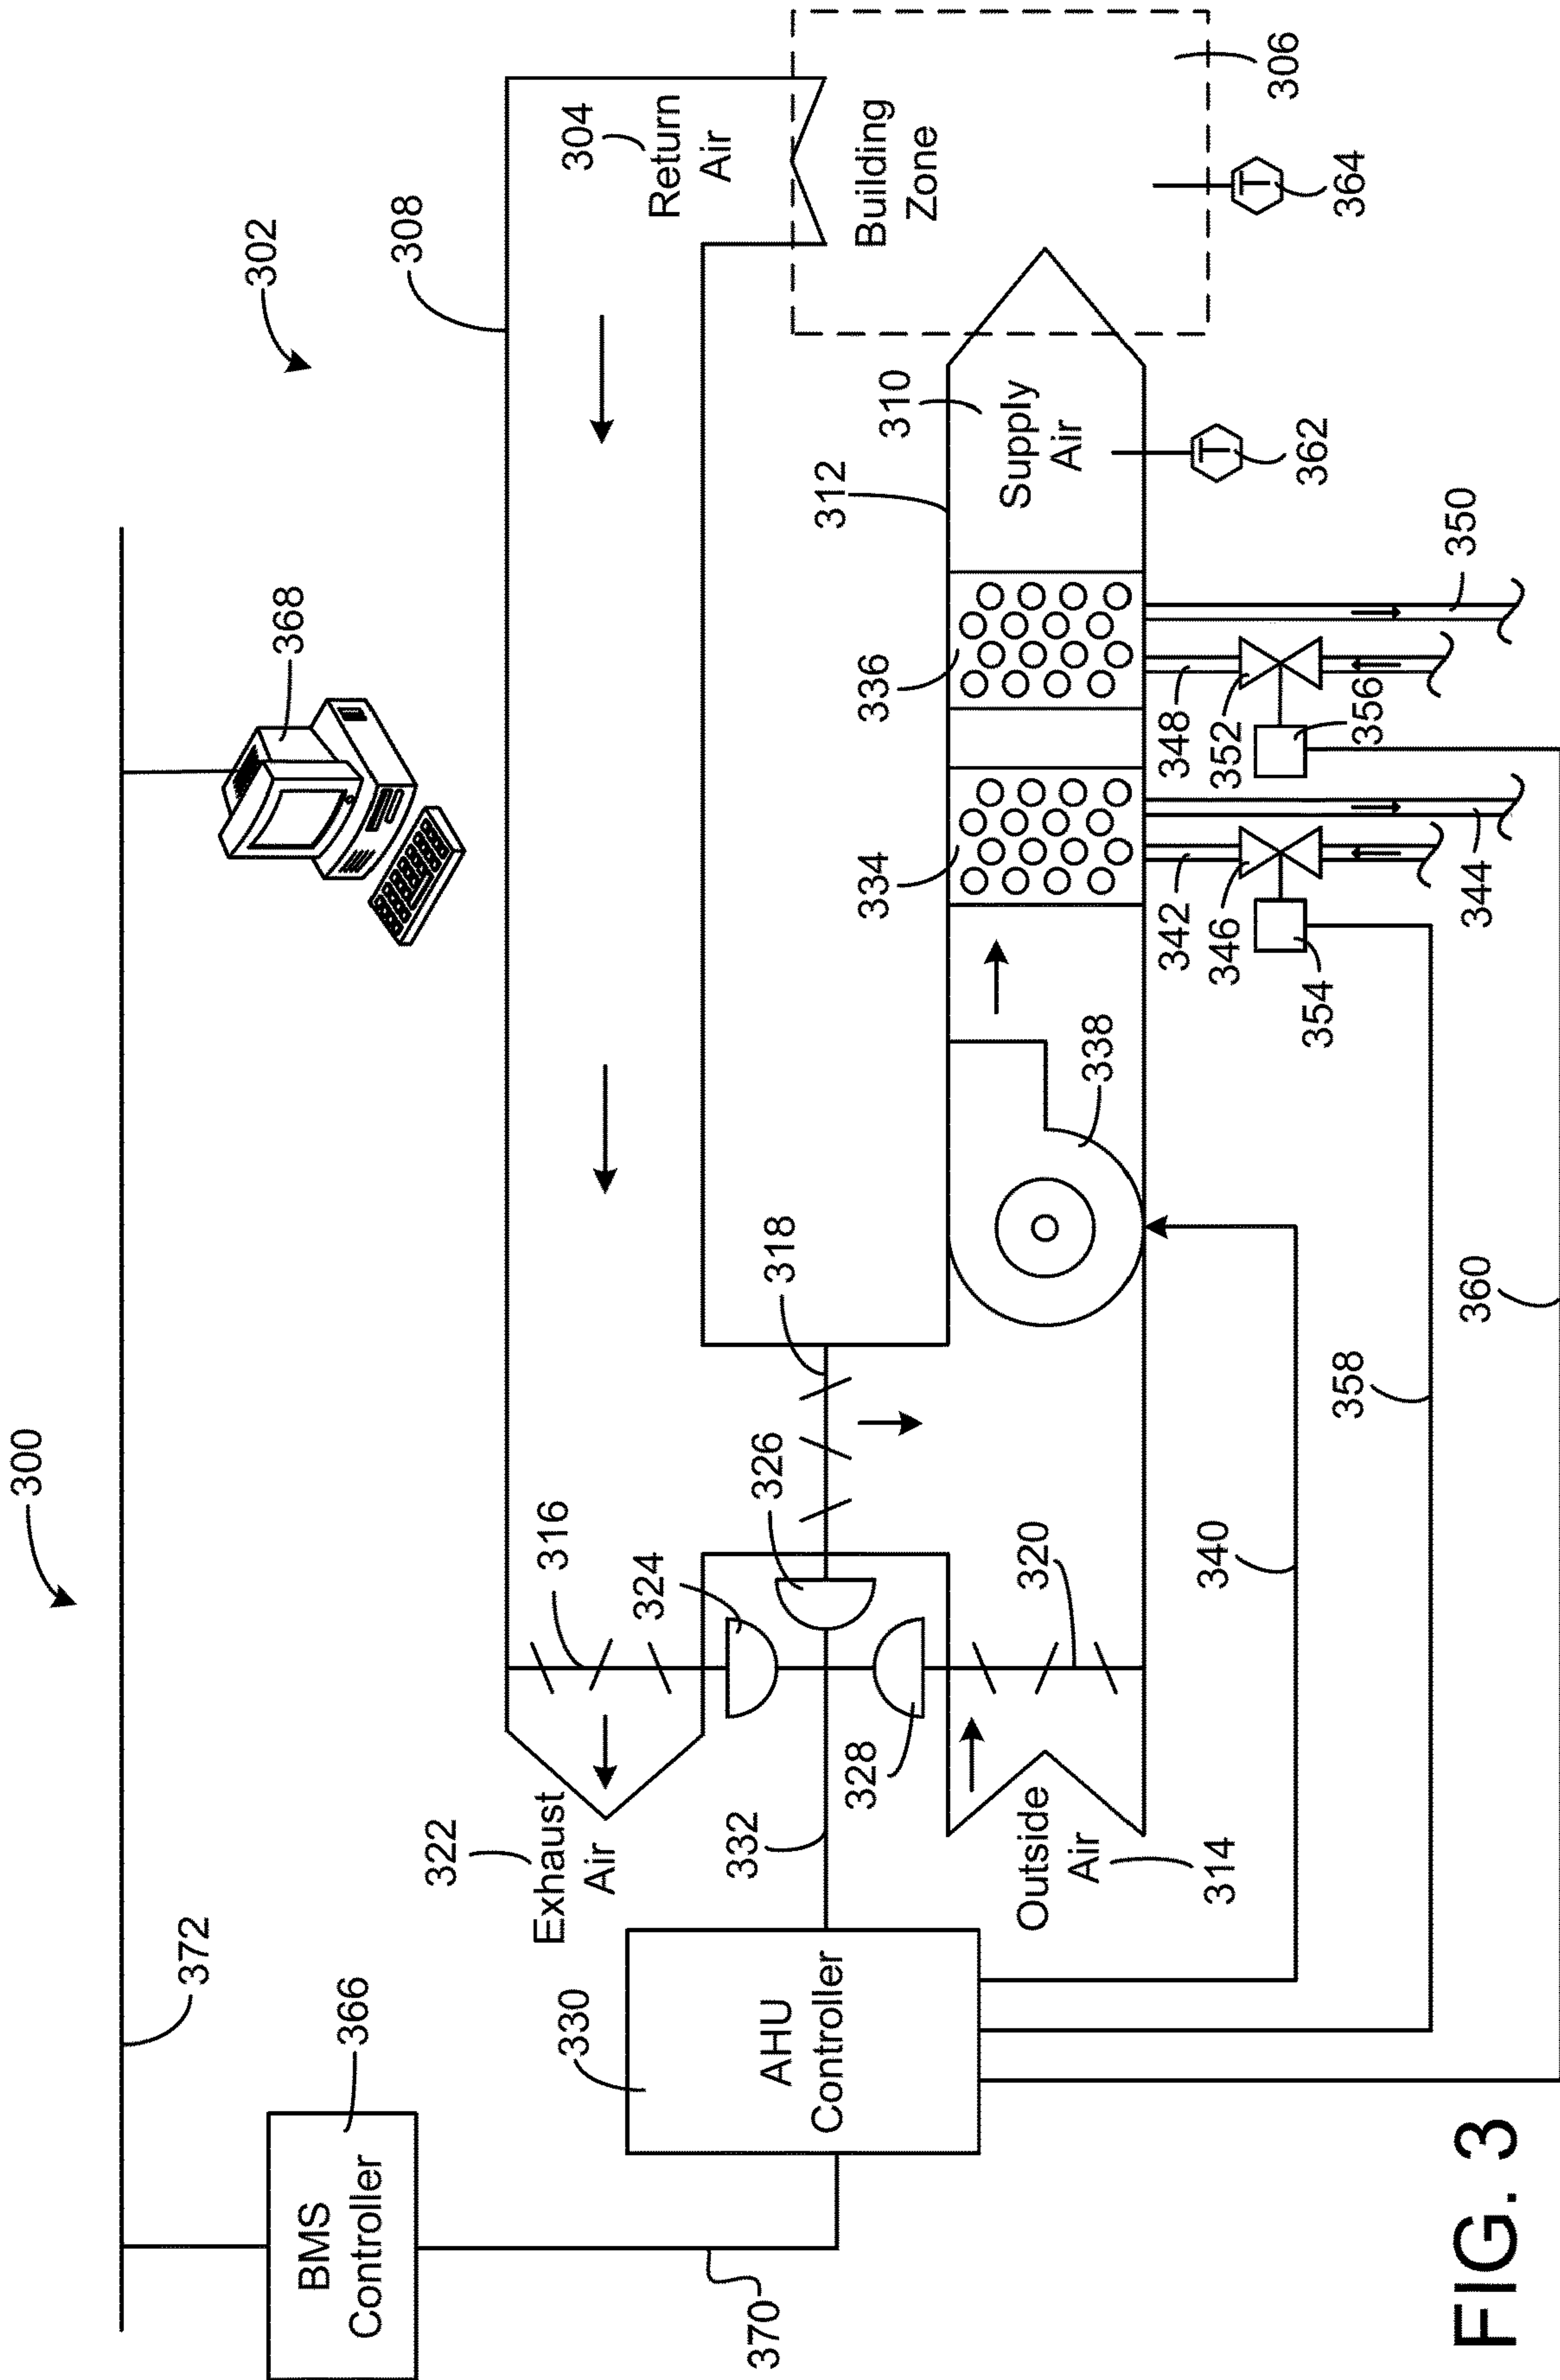 300
372
366
BMS
Controller
370
368
302
308
304
Return
Air
306
Building
Zone
316
318
324
326
322
Exhaust
Air
332
328
330
AHU
Controller
Outside
Air
314
320
338
334
336
312
310
Supply
Air
362
T
364
T
340
342
346
354
344
348
352
356
350
358
360
FIG. 3